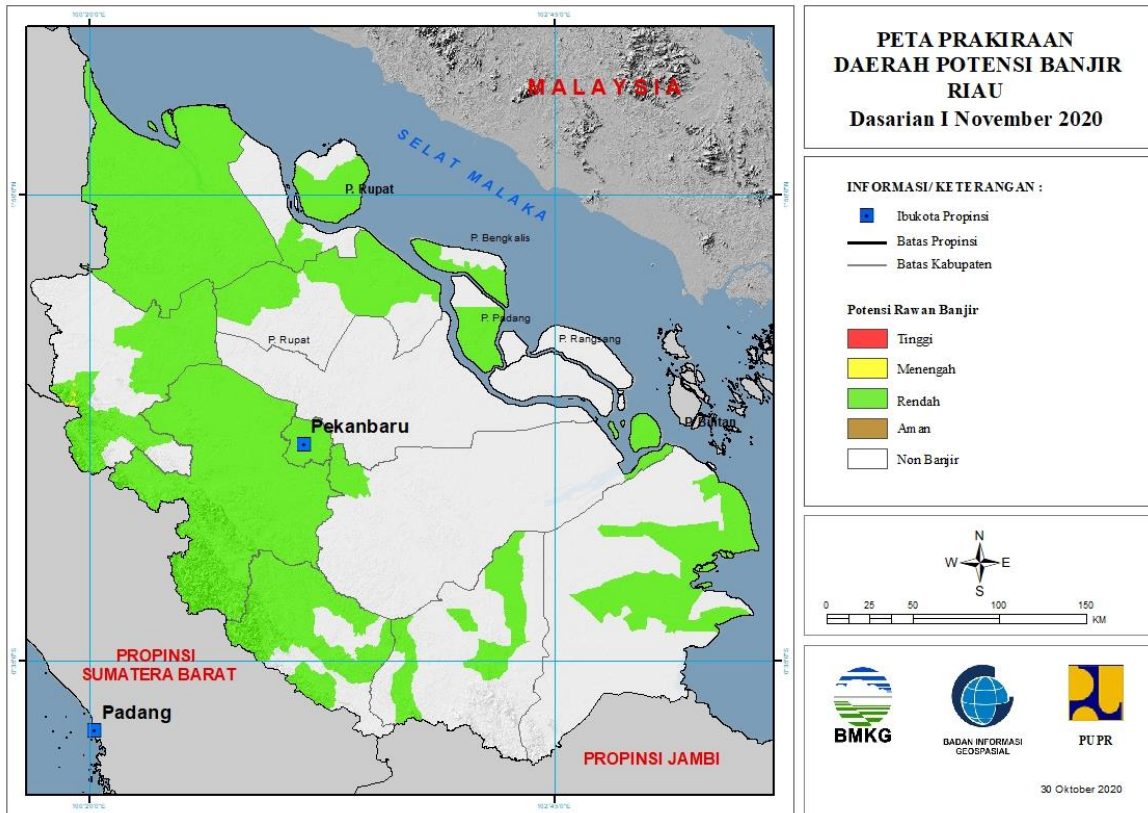 PETA PRAKIRAAN
DAERAH POTENSI BANJIR
RIAU
Dasarian I November 2020
INFORMASI/ KETERANGAN :
Ibukota Propinsi
Batas Propinsi
Batas Kabupaten
Potensi Rawan Banjir
Tinggi
Menengah
Rendah
Aman
Non Banjir
N
W E
S
0 25 50 100 150
KM
BMKG
BADAN INFORMASI
GEOSPASIAL
PUPR
30 Oktober 2020
MALAYSIA
SELAT MALAKA
P. Rupat
P. Bengkalis
P. Padang
P. Rangsang
P. Rupat
Pekanbaru
P. Bintan
PROPINSI
SUMATERA BARAT
Padang
PROPINSI JAMBI